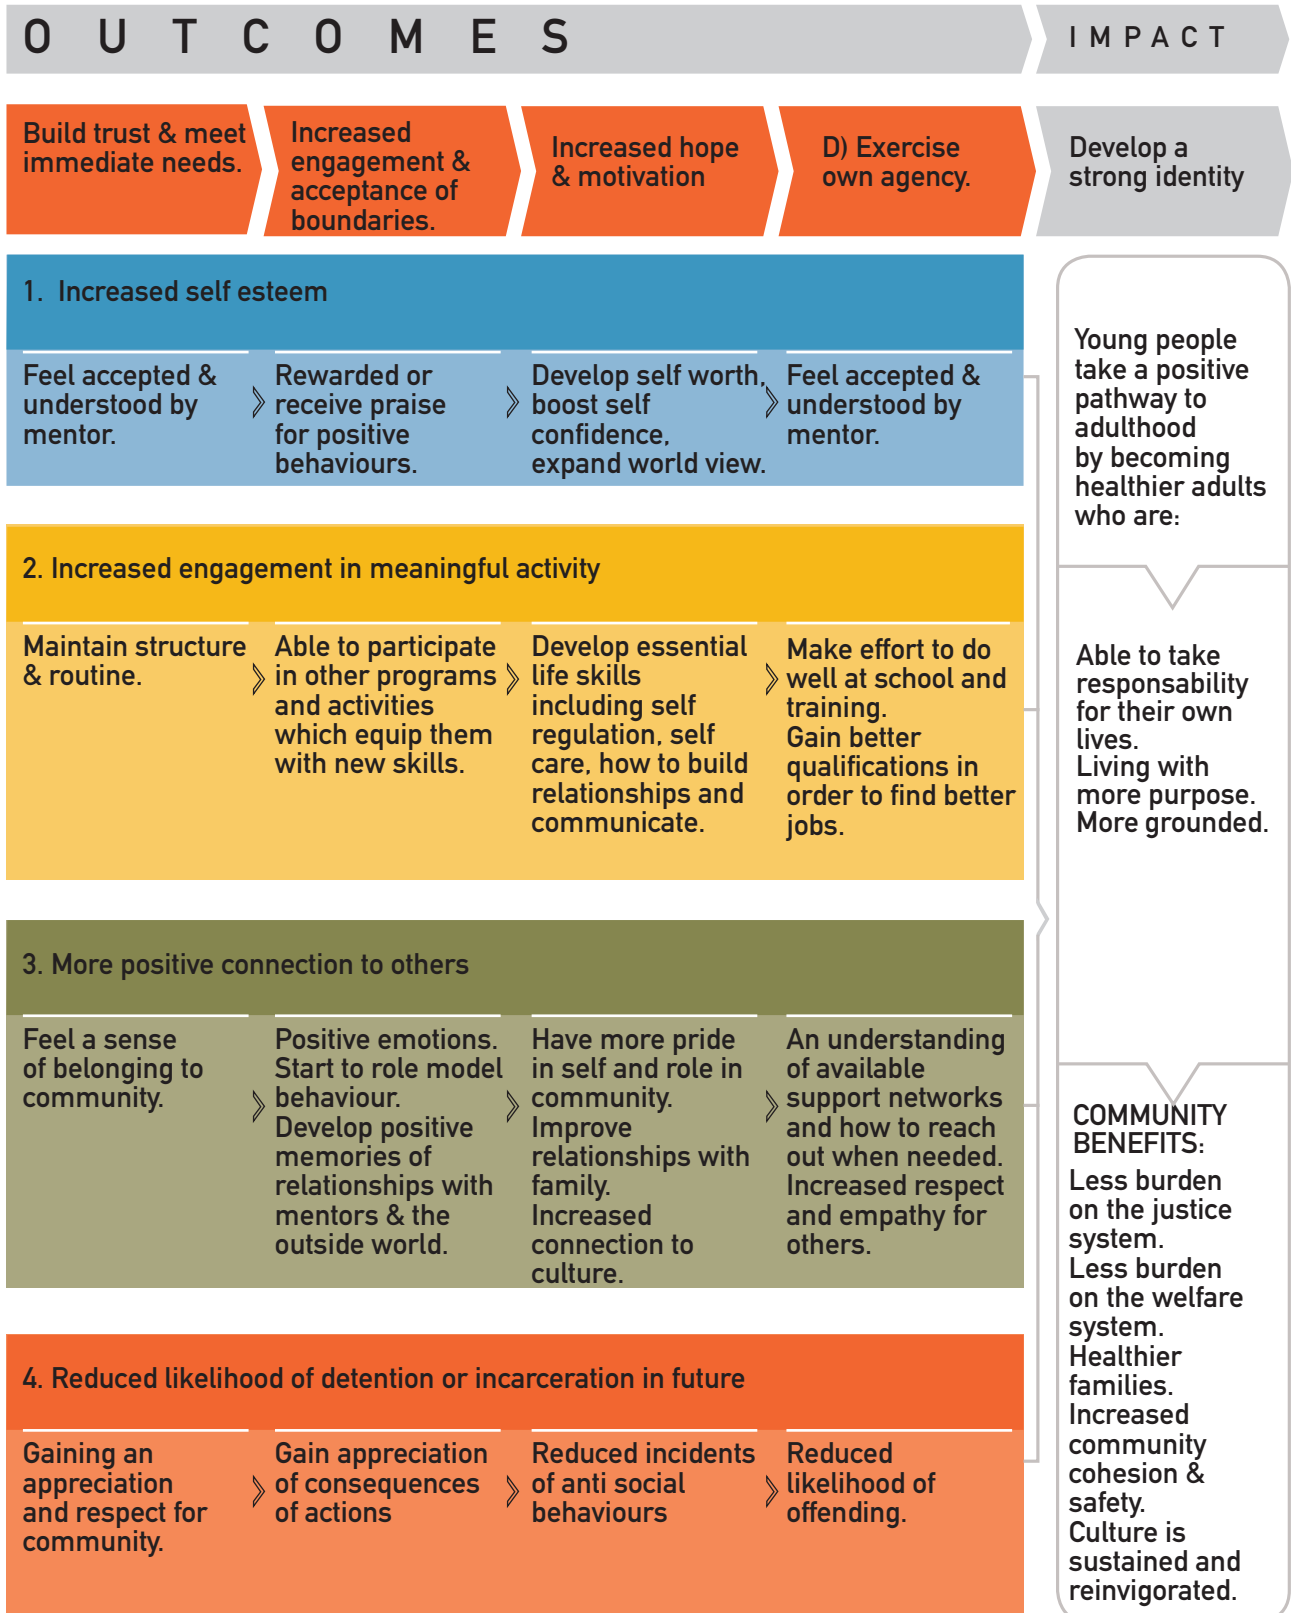 OUTCOMES
IMPACT
Build trust & meet
immediate needs.
Increased
engagement &
acceptance of
boundaries.
Increased hope
& motivation
D) Exercise
own agency.
Develop a
strong identity
1. Increased self esteem
Feel accepted &
understood by
mentor.
Rewarded or
receive praise
for positive
behaviours.
Develop self worth,
boost self
confidence,
expand world view.
Feel accepted &
understood by
mentor.
2. Increased engagement in meaningful activity
Maintain structure
& routine.
Able to participate
in other programs
and activities
which equip them
with new skills.
Develop essential
life skills
including self
regulation, self
care, how to build
relationships and
communicate.
Make effort to do
well at school and
training.
Gain better
qualifications in
order to find better
jobs.
3. More positive connection to others
Feel a sense
of belonging to
community.
Positive emotions.
Start to role model
behaviour.
Develop positive
memories of
relationships with
mentors & the
outside world.
Have more pride
in self and role in
community.
Improve
relationships with
family.
Increased
connection to
culture.
An understanding
of available
support networks
and how to reach
out when needed.
Increased respect
and empathy for
others.
4. Reduced likelihood of detention or incarceration in future
Gaining an
appreciation
and respect for
community.
Gain appreciation
of consequences
of actions
Reduced incidents
of anti social
behaviours
Reduced
likelihood of
offending.
Young people
take a positive
pathway to
adulthood
by becoming
healthier adults
who are:
Able to take
responsability
for their own
lives.
Living with
more purpose.
More grounded.
COMMUNITY
BENEFITS:
Less burden
on the justice
system.
Less burden
on the welfare
system.
Healthier
families.
Increased
community
cohesion &
safety.
Culture is
sustained and
reinvigorated.